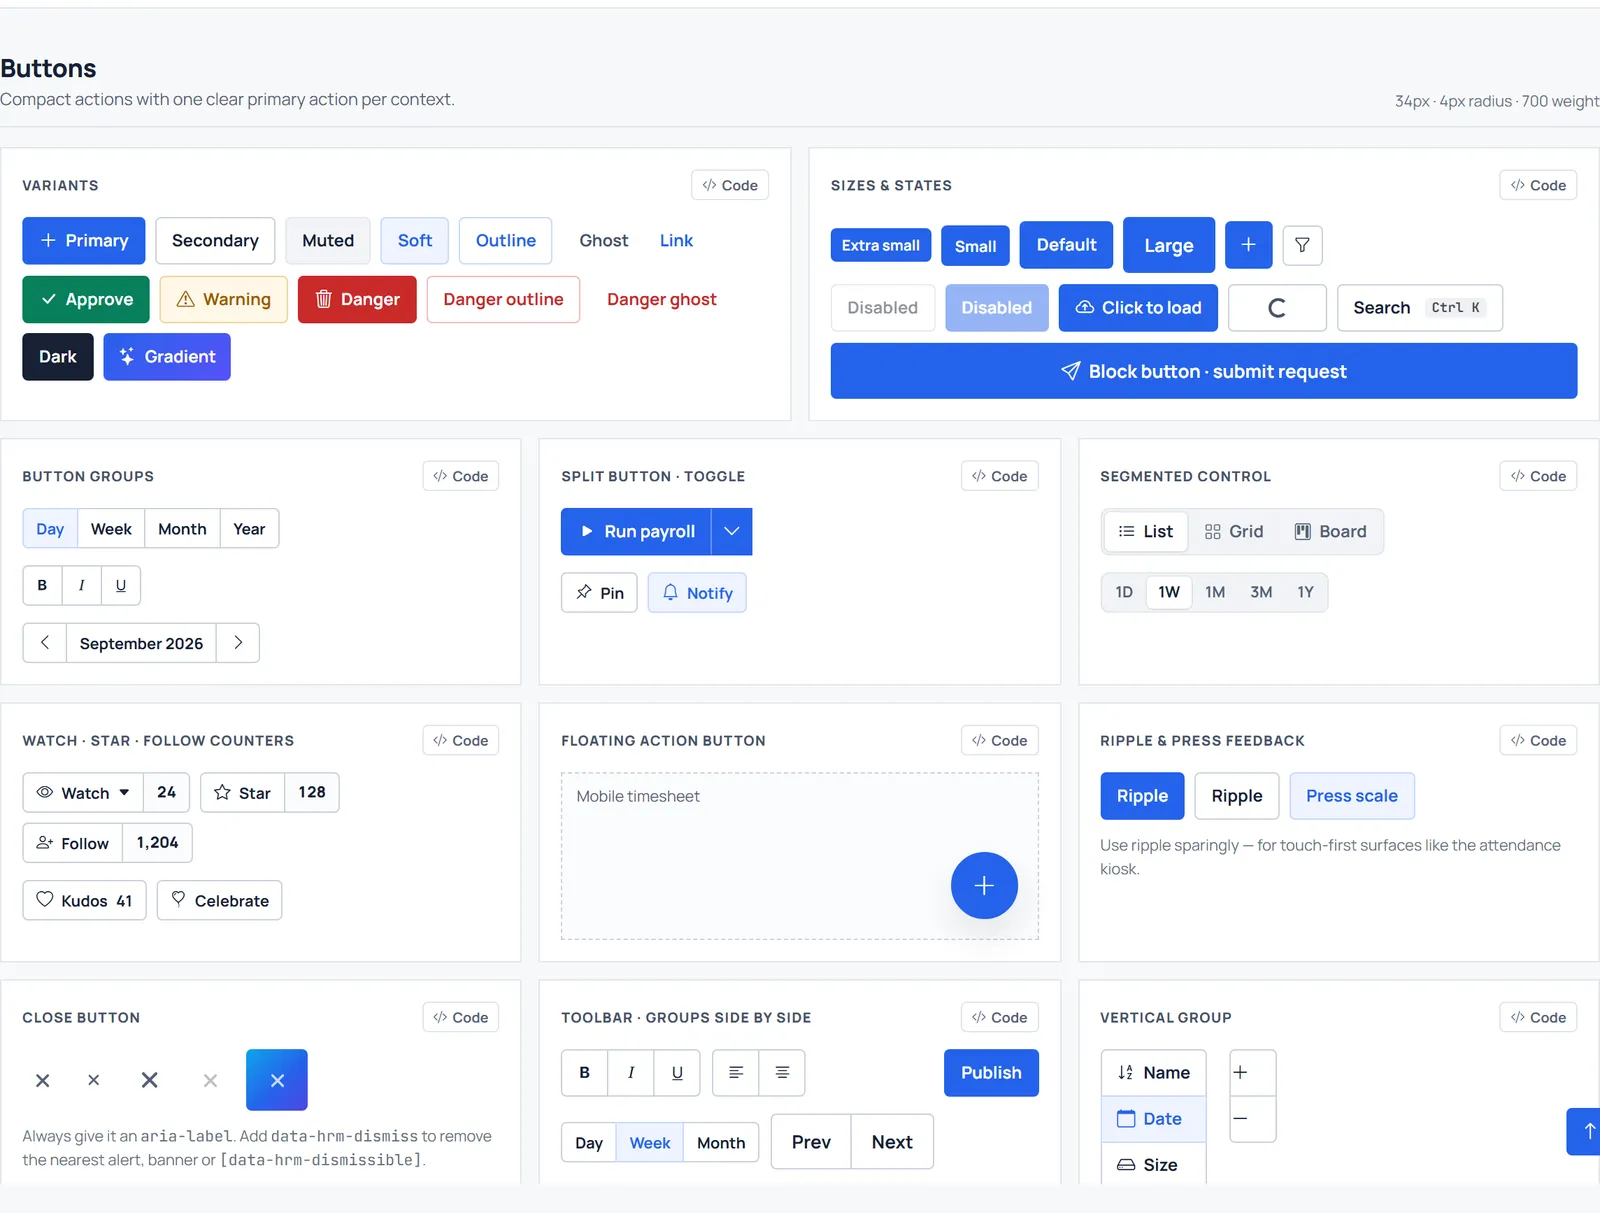 Buttons
Compact actions with one clear primary action per context.
34px · 4px radius · 700 weight
VARIANTS
Code
Primary
Secondary
Muted
Soft
Outline
Ghost
Link
Approve
Warning
Danger
Danger outline
Danger ghost
Dark
Gradient
SIZES & STATES
Code
Extra small
Small
Default
Large
Disabled
Disabled
Click to load
Search Ctrl K
Block button · submit request
BUTTON GROUPS
Code
Day
Week
Month
Year
B
I
U
September 2026
SPLIT BUTTON · TOGGLE
Code
Run payroll
Pin
Notify
SEGMENTED CONTROL
Code
List
Grid
Board
1D
1W
1M
3M
1Y
WATCH · STAR · FOLLOW COUNTERS
Code
Watch
24
Star
128
Follow
1,204
Kudos 41
Celebrate
FLOATING ACTION BUTTON
Code
Mobile timesheet
RIPPLE & PRESS FEEDBACK
Code
Ripple
Ripple
Press scale
Use ripple sparingly — for touch-first surfaces like the attendance
kiosk.
CLOSE BUTTON
Code
Always give it an aria-label. Add data-hrm-dismiss to remove
the nearest alert, banner or [data-hrm-dismissible].
TOOLBAR · GROUPS SIDE BY SIDE
Code
B
I
U
Publish
Day
Week
Month
Prev
Next
VERTICAL GROUP
Code
Name
Date
Size